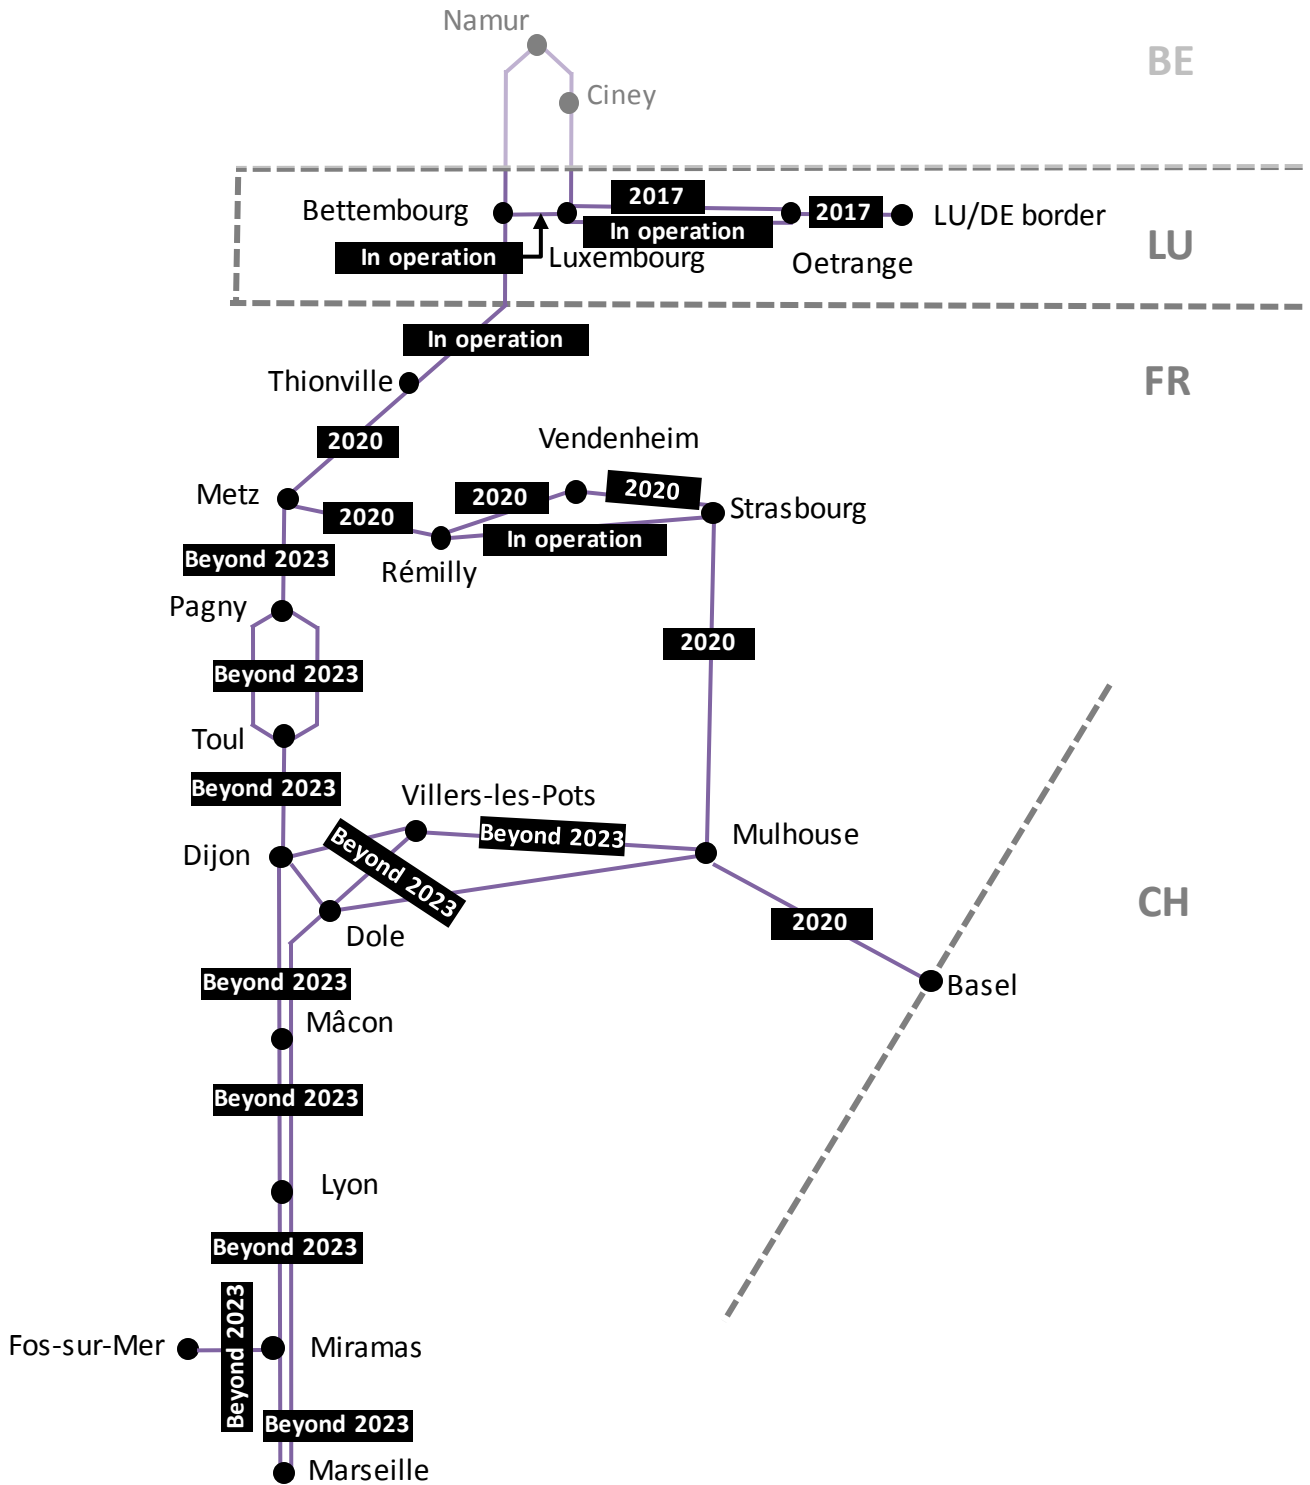 Namur
BE
Ciney
2017
Bettembourg
2017
LU/DE border
In operation
In operation
Luxembourg
LU
Oetrange
In operation
FR
Thionville
2020
Vendenheim
Metz
2020
2020
2020
Strasbourg
In operation
Beyond 2023
Rémilly
Pagny
2020
Beyond 2023
Toul
Beyond 2023
Villers-les-Pots
Beyond 2023
Mulhouse
Dijon
Beyond 2023
CH
2020
Dole
Beyond 2023
Basel
Mâcon
Beyond 2023
Lyon
Beyond 2023
Beyond 2023
Fos-sur-Mer
Miramas
Beyond 2023
Marseille